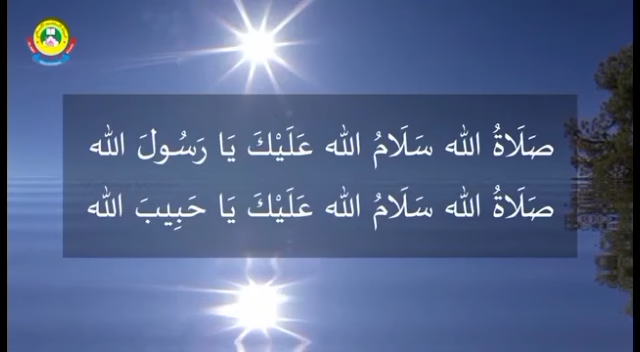 صَلَاةُ الله سَلَامُ الله عَلَيْكَ يَا رَسُولَ الله
صَلَاةُ الله سَلَامُ الله عَلَيْكَ يَا حَبِيبَ الله